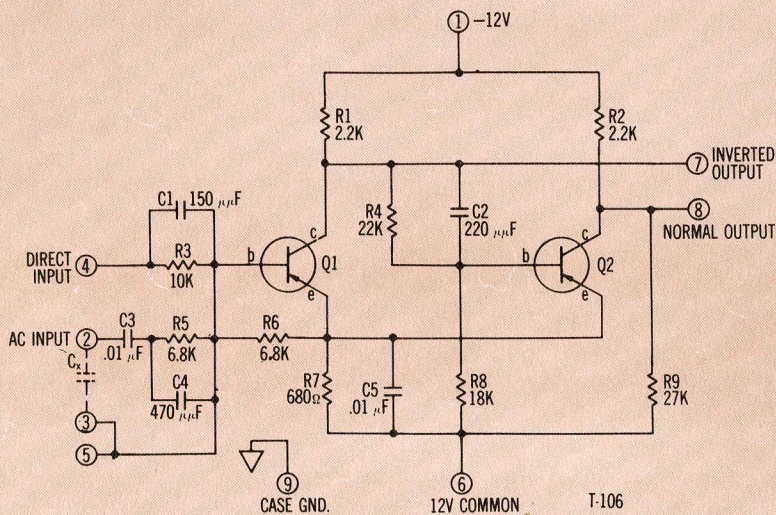 ① −12V
R1
2.2K
R2
2.2K
⑦ INVERTED OUTPUT
⑧
NORMAL OUTPUT
C1 150 μμF
R4
22K
C2
220 μμF
DIRECT INPUT ④
R3
10K
b
c
Q1
e
b
c
Q2
e
AC INPUT ②
C3
.01 μF
R5
6.8K
R6
6.8K
Cx
C4
470 μμF
③
⑤
R7
680Ω
C5
.01 μF
R8
18K
R9
27K
⑨
CASE GND.
⑥
12V COMMON
T-106